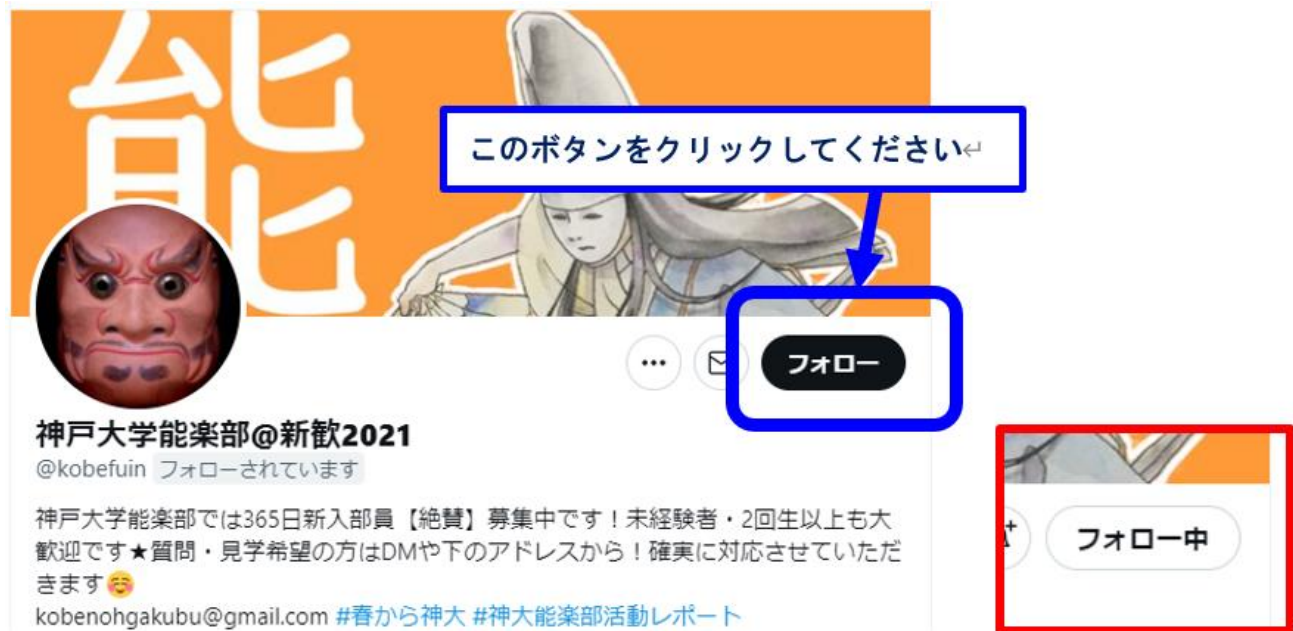 能
このボタンをクリックしてください↵
フォロー
神戸大学能楽部@新歓2021
@kobefuin フォローされています
神戸大学能楽部では365日新入部員【絶賛】募集中です！未経験者・2回生以上も大
歓迎です★質問・見学希望の方はDMや下のアドレスから！確実に対応させていただ
きます☺️
kobenohgakubu@gmail.com #春から神大 #神大能楽部活動レポート
フォロー中